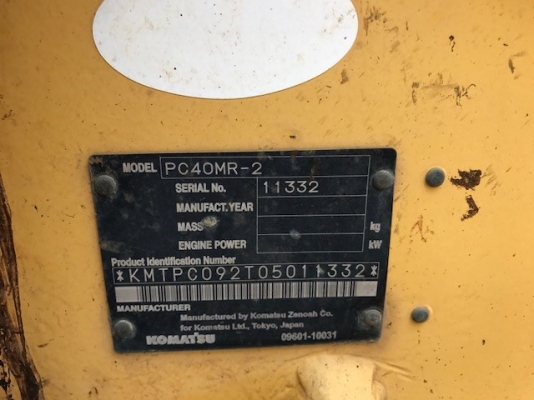 MODEL PC40MR-2
SERIAL No. 11332
MANUFACT. YEAR
MASS kg
ENGINE POWER kW
Product Identification Number
*KMTPC092T05011332*
MANUFACTURER
Manufactured by Komatsu Zenoah Co.
for Komatsu Ltd., Tokyo, Japan
KOMATSU 09601-10031